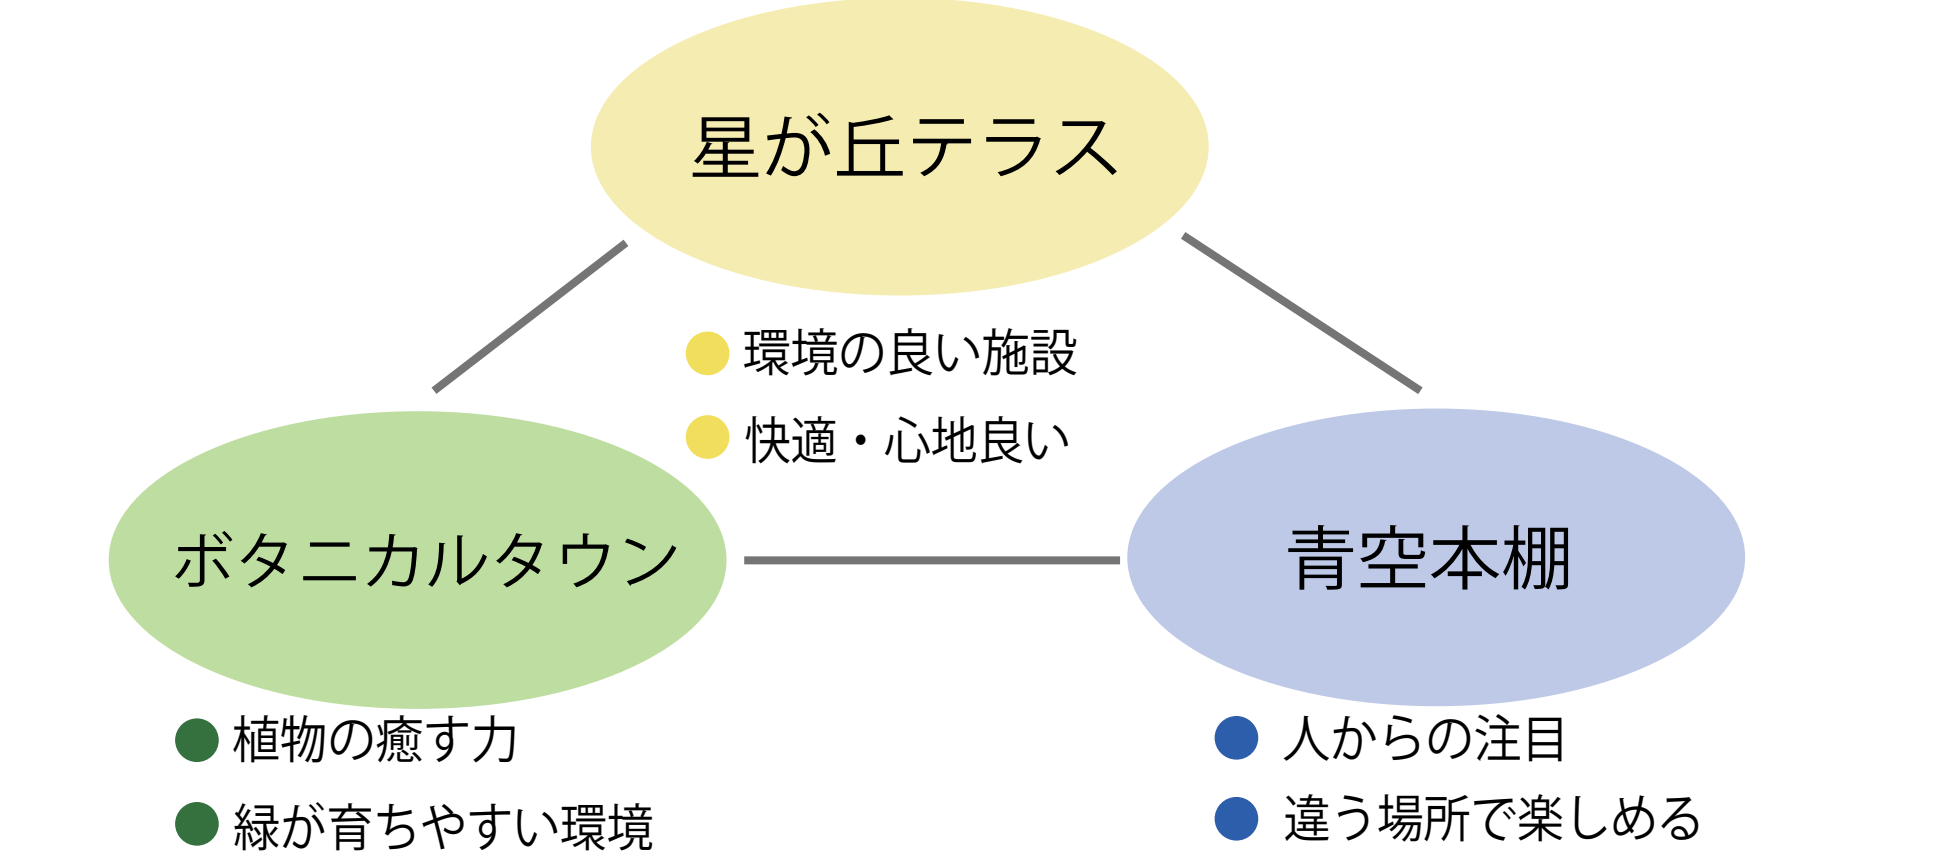 星が丘テラス
環境の良い施設
快適・心地良い
ボタニカルタウン
植物の癒す力
緑が育ちやすい環境
青空本棚
人からの注目
違う場所で楽しめる